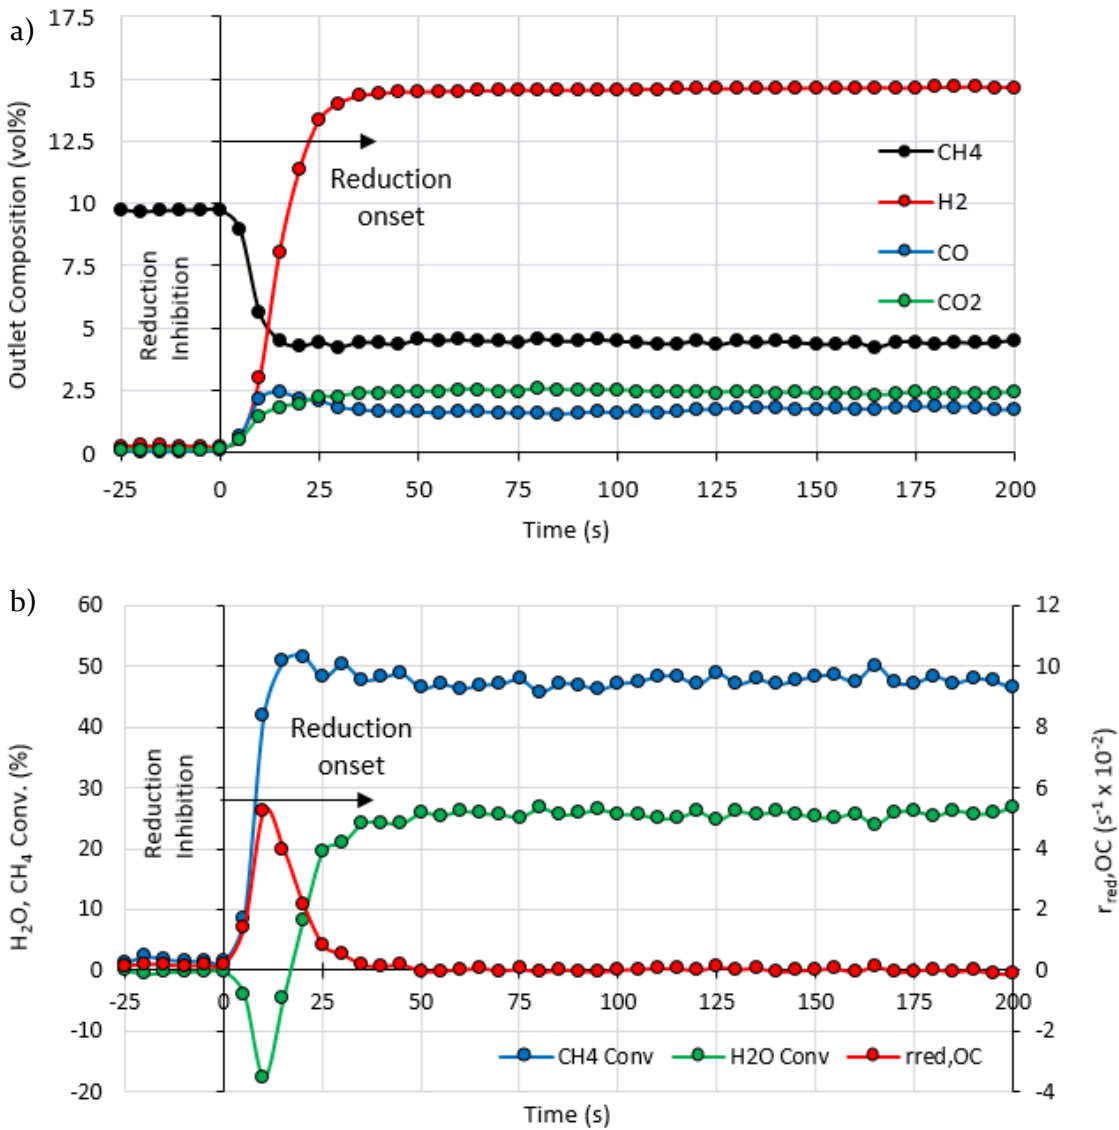 a)
17.5
15
12.5
10
7.5
5
2.5
0
Outlet Composition (vol%)
Reduction
Inhibition
Reduction
onset
CH4
H2
CO
CO2
-25 0 25 50 75 100 125 150 175 200
Time (s)
b)
60
50
40
30
20
10
0
-10
-20
H₂O, CH₄ Conv. (%)
Reduction
Inhibition
Reduction
onset
12
10
8
6
4
2
0
-2
-4
r_red,OC (s⁻¹ x 10⁻²)
-25 0 25 50 75 100 125 150 175 200
CH4 Conv H2O Conv rred,OC
Time (s)